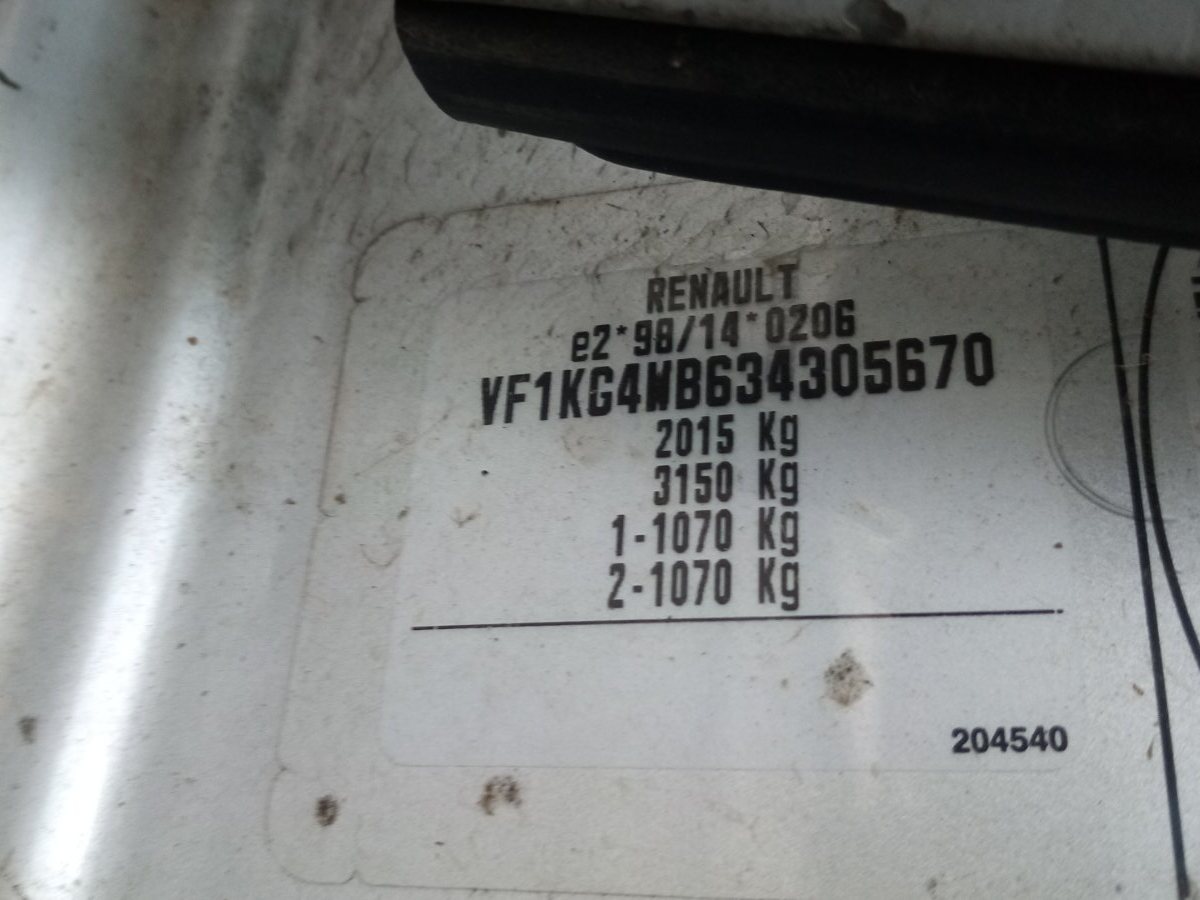 RENAULT
e2*98/14*0206
VF1KG4WB634305670
2015 Kg
3150 Kg
1-1070 Kg
2-1070 Kg
204540